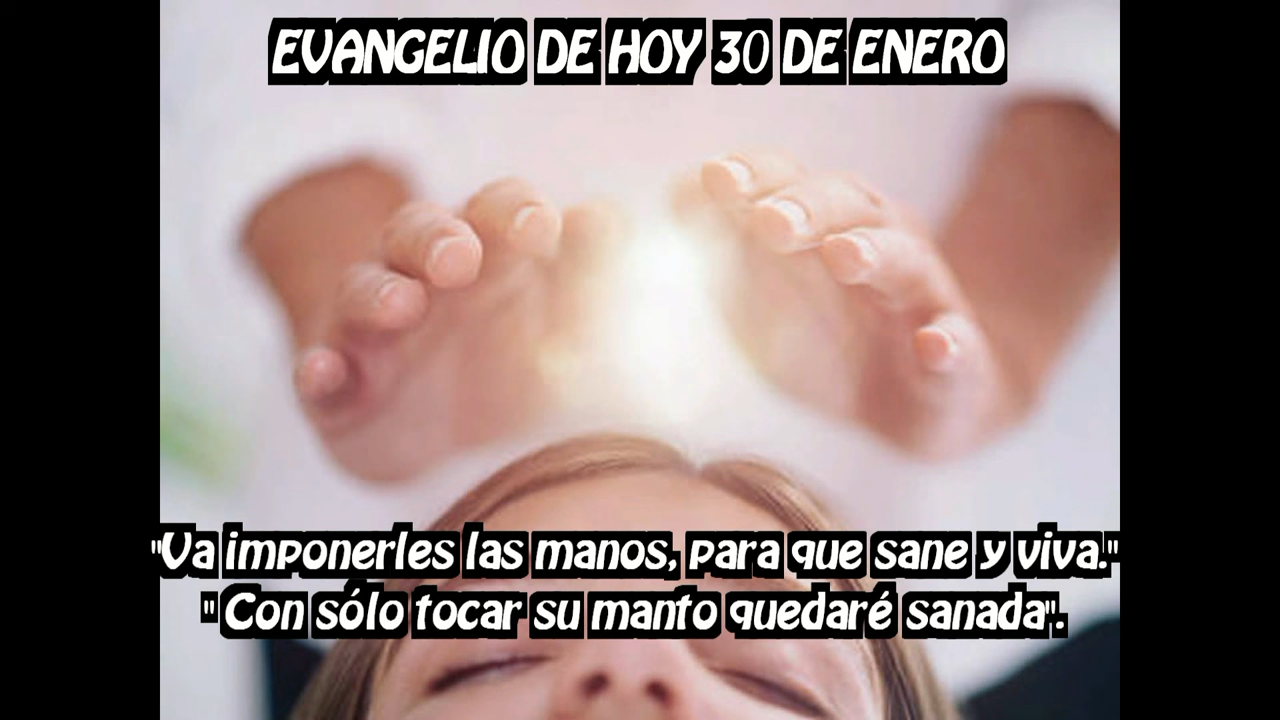 EVANGELIO DE HOY 30 DE ENERO
"Va imponerles las manos, para que sane y viva."
"Con sólo tocar su manto quedaré sanada".